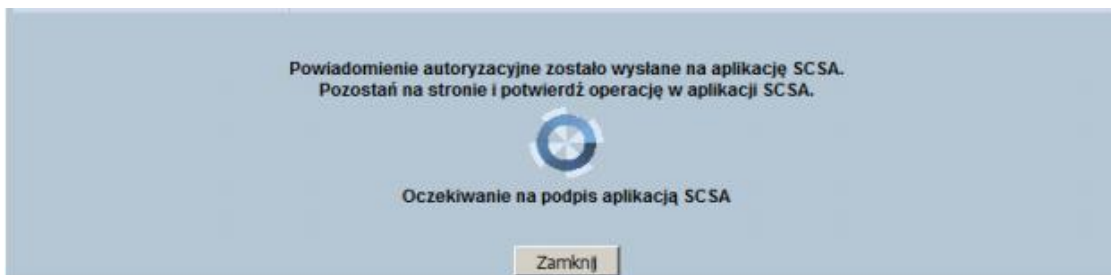 Powiadomienie autoryzacyjne zostało wysłane na aplikację SCSA.
Pozostań na stronie i potwierdź operację w aplikacji SCSA.
Oczekiwanie na podpis aplikacją SCSA
Zamknij